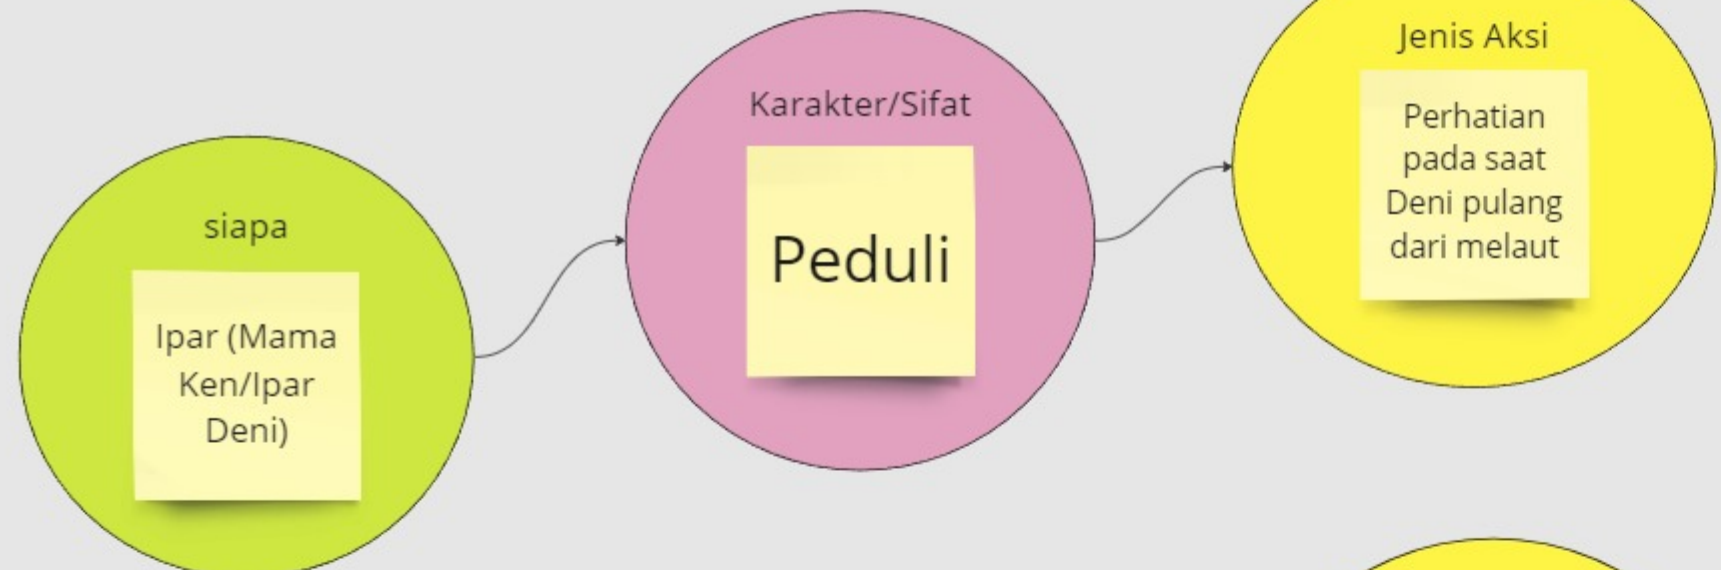 siapa
Ipar (Mama
Ken/Ipar
Deni)
Karakter/Sifat
Peduli
Jenis Aksi
Perhatian
pada saat
Deni pulang
dari melaut